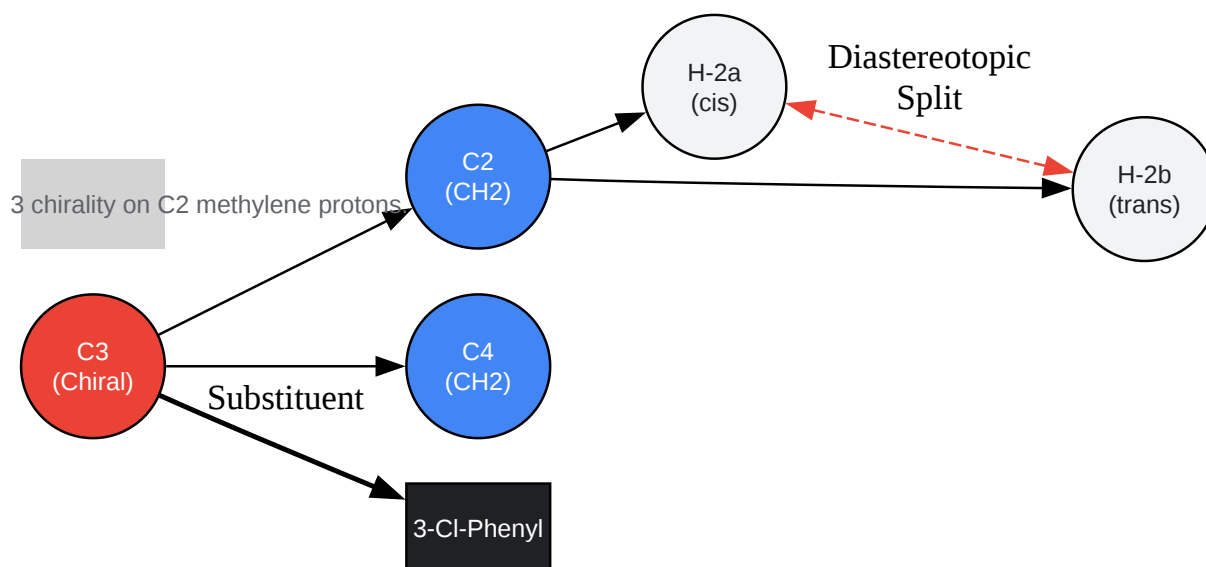 H-2a
(cis)
Diastereotopic
Split
C2
(CH2)
H-2b
(trans)
3 chirality on C2 methylene protons.
C3
(Chiral)
C4
(CH2)
Substituent
3-Cl-Phenyl